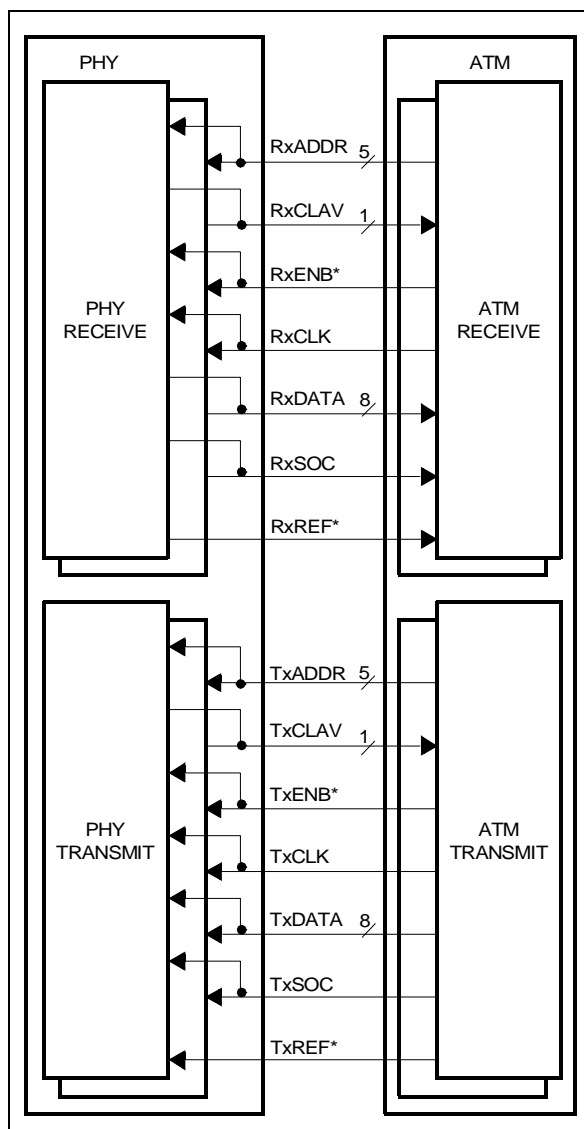 PHY
ATM
RxADDR 5
RxCLAV 1
RxENB*
PHY
RECEIVE
ATM
RECEIVE
RxCLK
RxDATA 8
RxSOC
RxREF*
TxADDR 5
TxCLAV 1
TxENB*
PHY
TRANSMIT
ATM
TRANSMIT
TxCLK
TxDATA 8
TxSOC
TxREF*